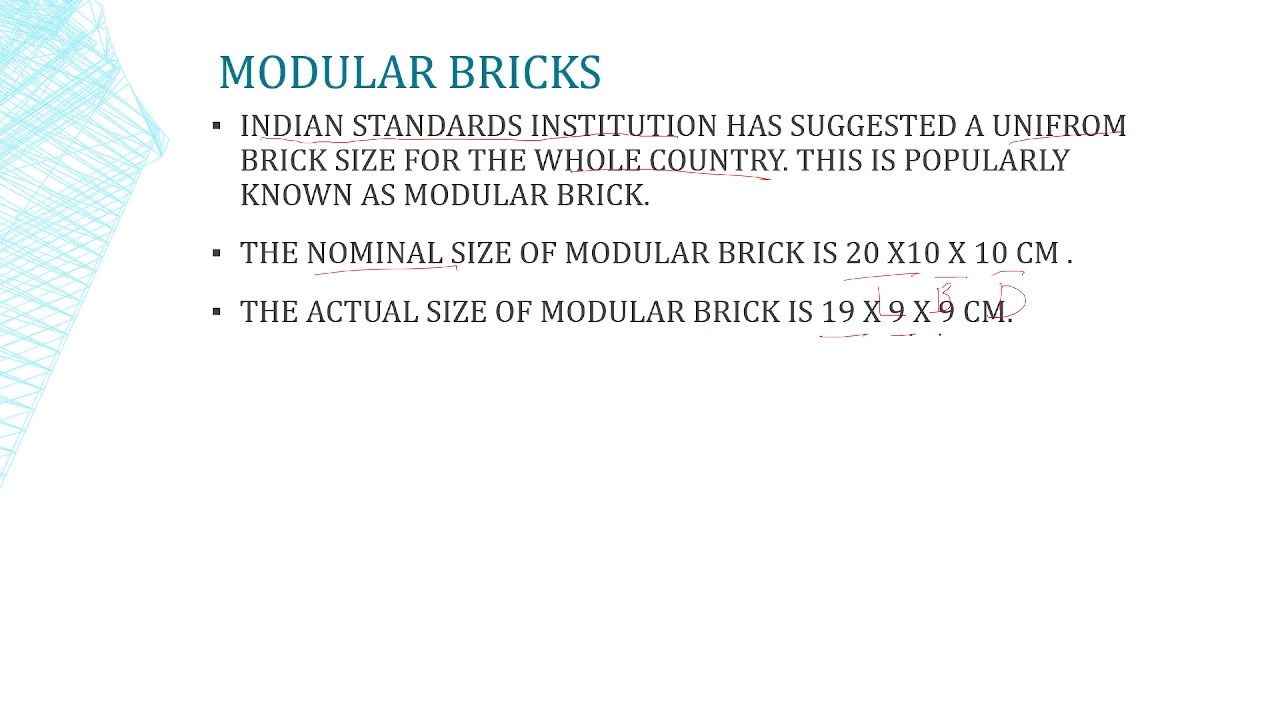 MODULAR BRICKS
▪ INDIAN STANDARDS INSTITUTION HAS SUGGESTED A UNIFROM
BRICK SIZE FOR THE WHOLE COUNTRY. THIS IS POPULARLY
KNOWN AS MODULAR BRICK.
▪ THE NOMINAL SIZE OF MODULAR BRICK IS 20 X10 X 10 CM .
L B D
▪ THE ACTUAL SIZE OF MODULAR BRICK IS 19 X 9 X 9 CM.